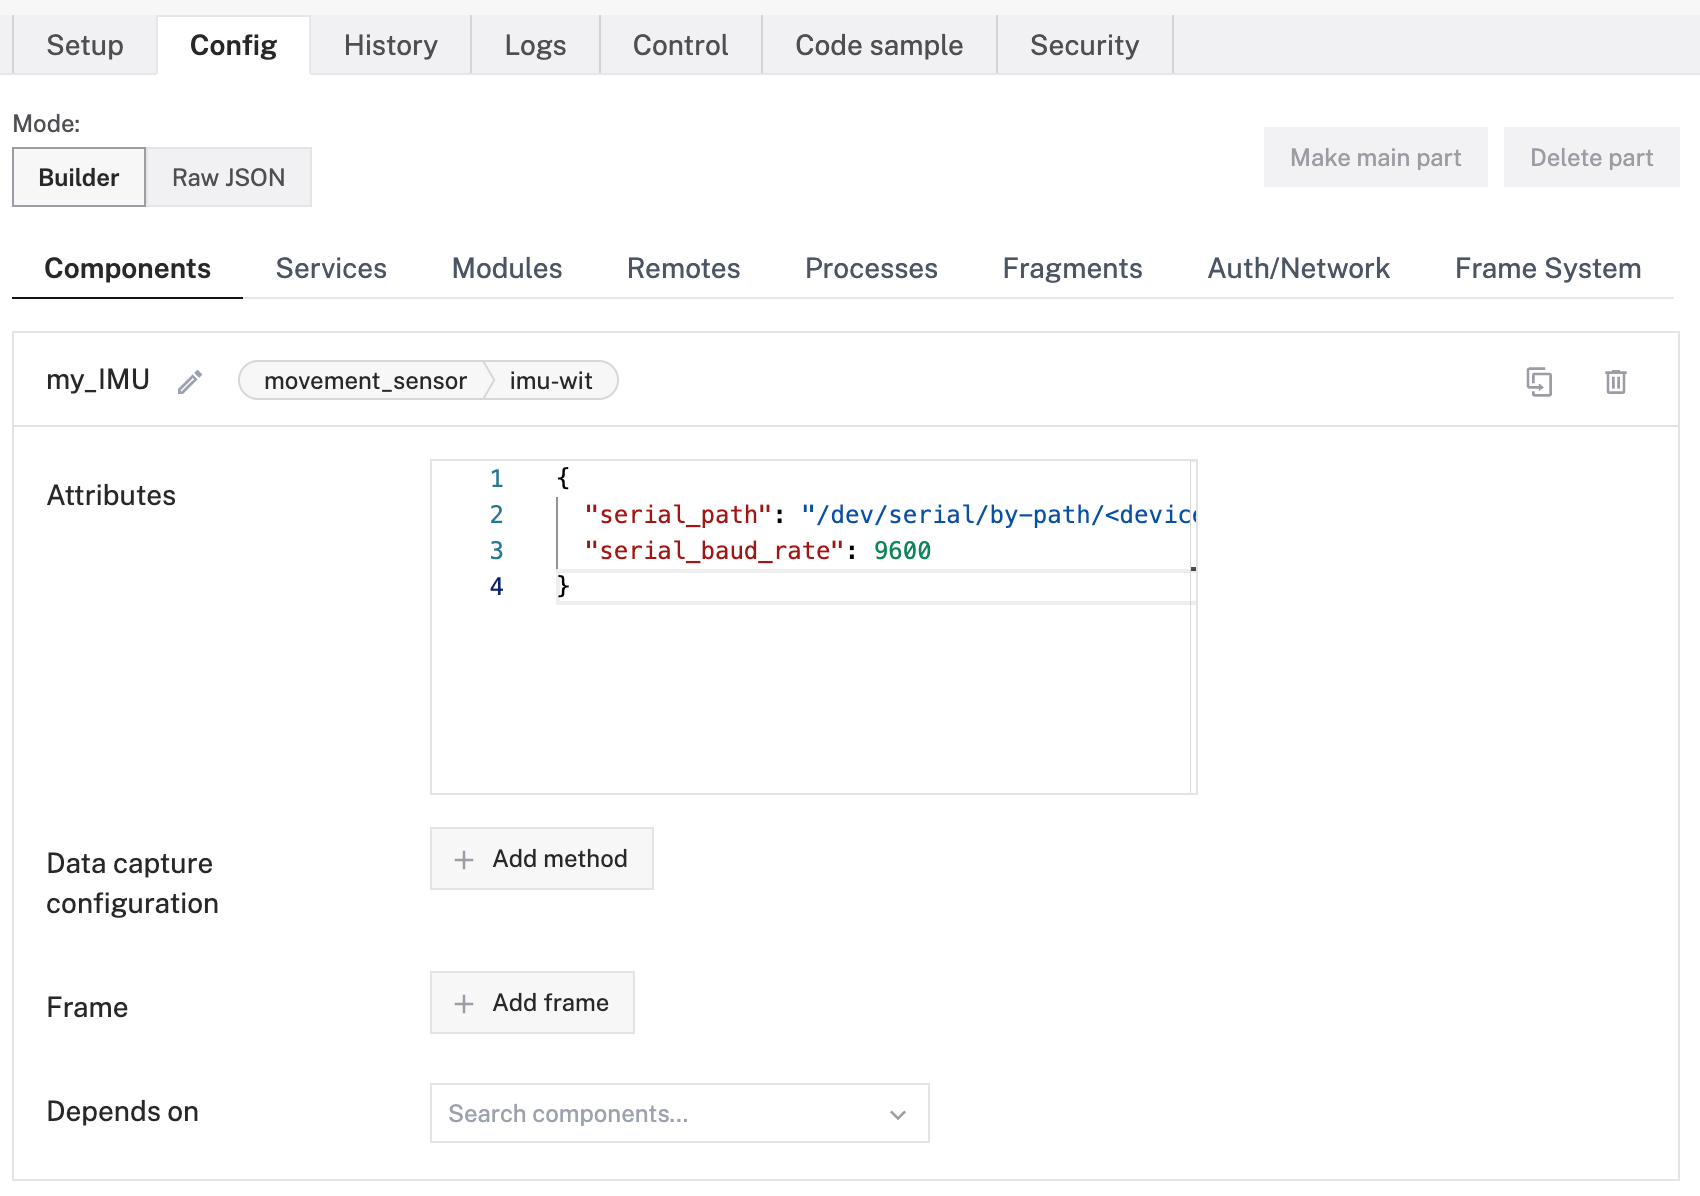 Setup Config History Logs Control Code sample Security
Mode:
Builder Raw JSON
Make main part Delete part
Components Services Modules Remotes Processes Fragments Auth/Network Frame System
my_IMU movement_sensor imu-wit
Attributes
1 {
2 "serial_path": "/dev/serial/by-path/<device
3 "serial_baud_rate": 9600
4 }
Data capture
configuration
+ Add method
Frame
+ Add frame
Depends on
Search components...